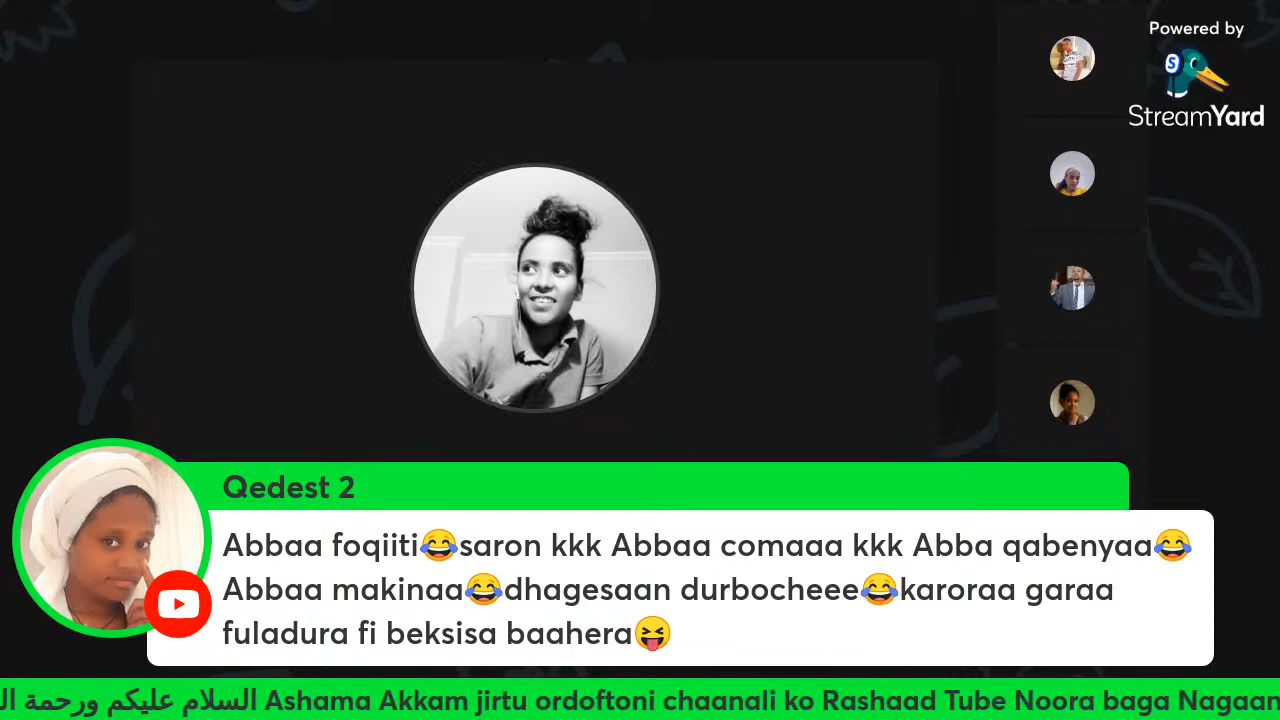 Powered by
StreamYard
Qedest 2
Abbaa foqiiti😂saron kkk Abbaa comaaa kkk Abba qabenyaa😂
Abbaa makinaa😂dhagesaan durbocheee😂karoraa garaa
fuladura fi beksisa baahera😝
السلام عليكم ورحمة الـ Ashama Akkam jirtu ordoftoni chaanali ko Rashaad Tube Noora baga Nagaan